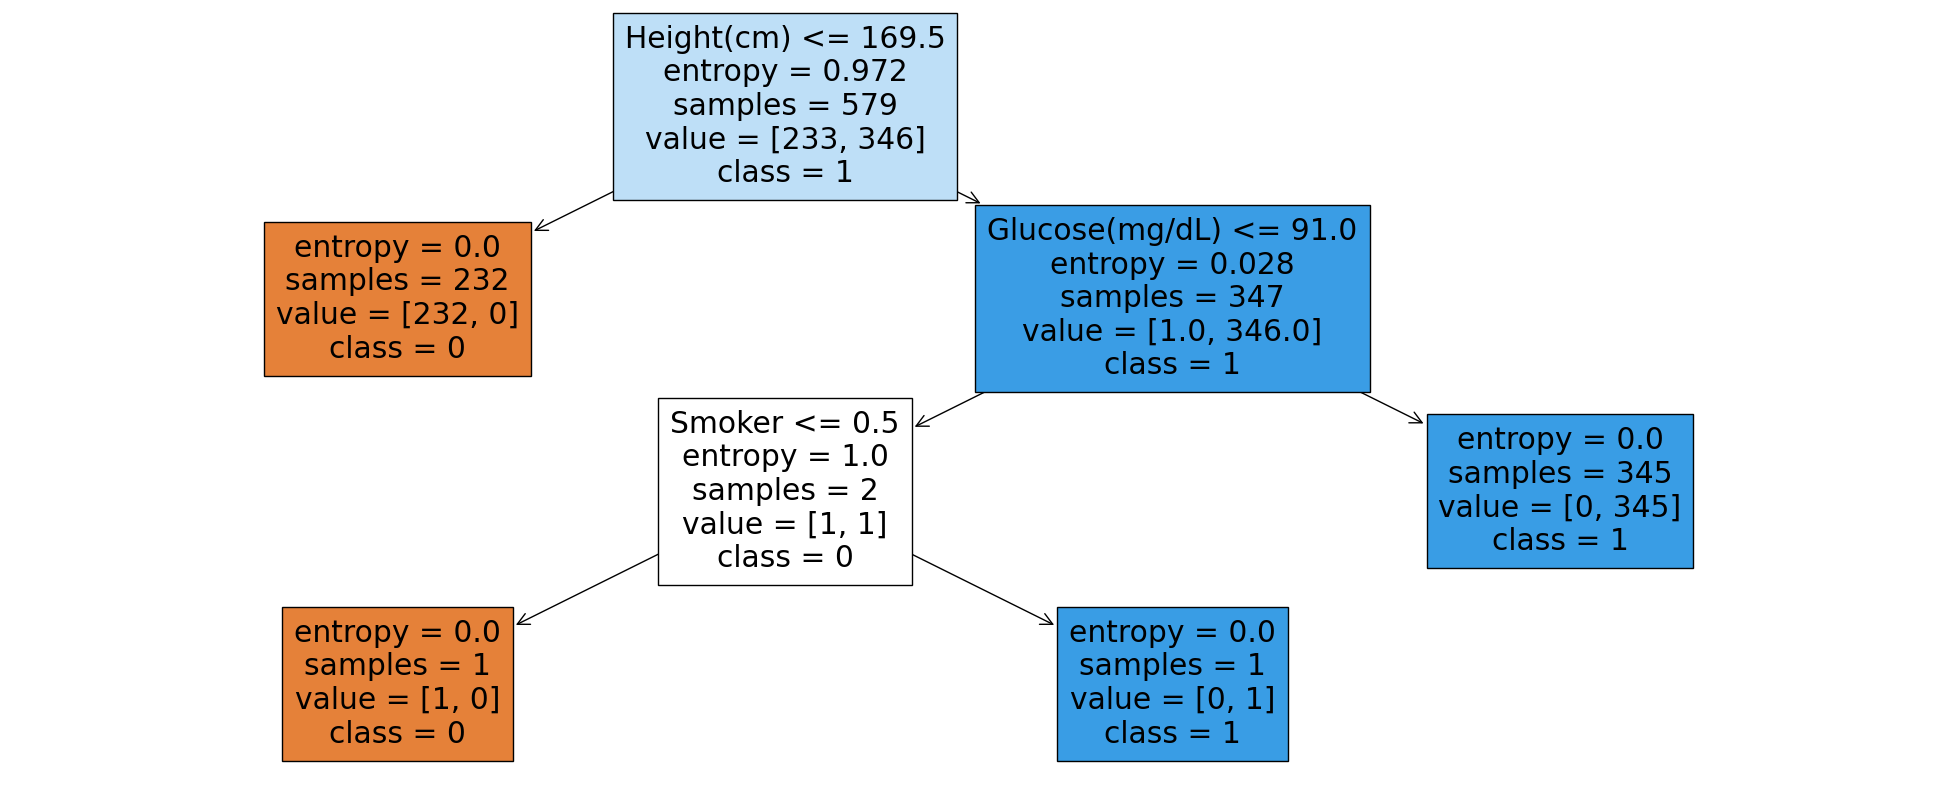 Height(cm) <= 169.5
entropy = 0.972
samples = 579
value = [233, 346]
class = 1
entropy = 0.0
samples = 232
value = [232, 0]
class = 0
Glucose(mg/dL) <= 91.0
entropy = 0.028
samples = 347
value = [1.0, 346.0]
class = 1
Smoker <= 0.5
entropy = 1.0
samples = 2
value = [1, 1]
class = 0
entropy = 0.0
samples = 345
value = [0, 345]
class = 1
entropy = 0.0
samples = 1
value = [1, 0]
class = 0
entropy = 0.0
samples = 1
value = [0, 1]
class = 1